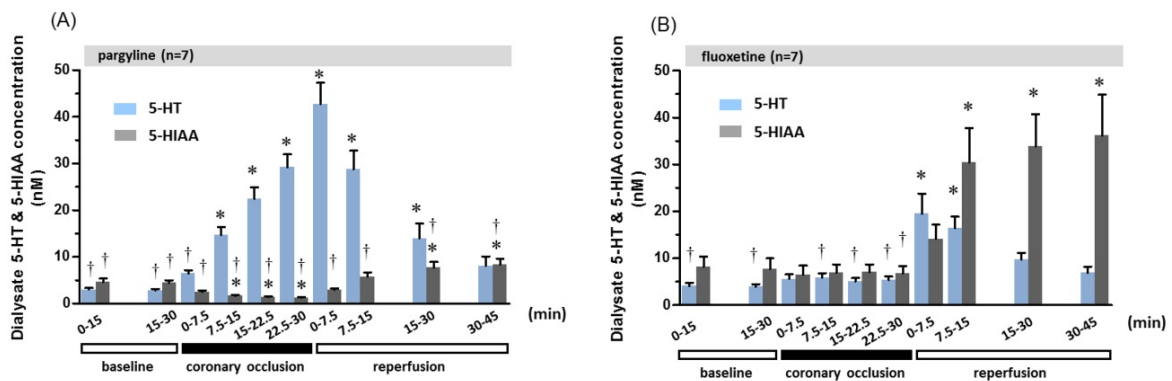 (A)
pargyline (n=7)
Dialysate 5-HT & 5-HIAA concentration
(nM)
50
40
30
20
10
0
5-HT
5-HIAA
* * * * * * *
† † † † † † † † † † † †
* * * * *
0-15 15-30 0-7.5 7.5-15 15-22.5 22.5-30 0-7.5 7.5-15 15-30 30-45 (min)
baseline coronary occlusion reperfusion
(B)
fluoxetine (n=7)
Dialysate 5-HT & 5-HIAA concentration
(nM)
50
40
30
20
10
0
5-HT
5-HIAA
* * * * *
† † † † † †
0-15 15-30 0-7.5 7.5-15 15-22.5 22.5-30 0-7.5 7.5-15 15-30 30-45 (min)
baseline coronary occlusion reperfusion